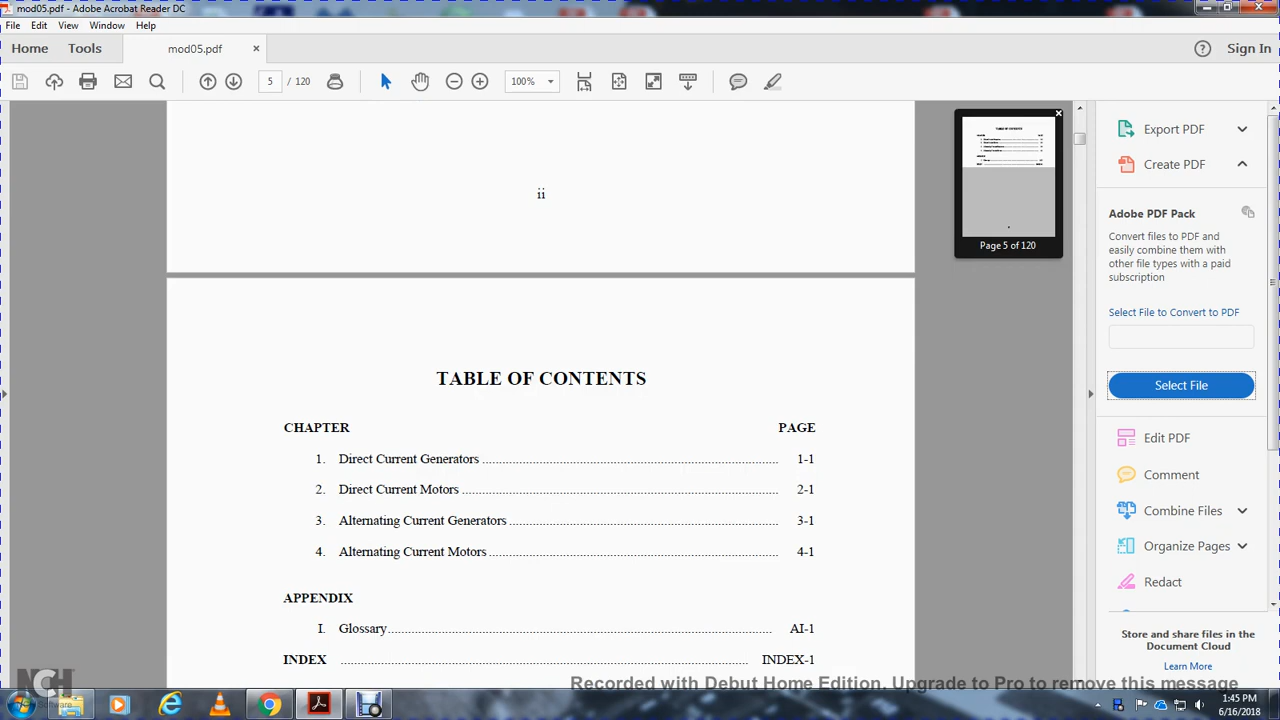 mod05.pdf - Adobe Acrobat Reader DC
File Edit View Window Help
Home Tools mod05.pdf Sign In
5 / 120 100%
ii
TABLE OF CONTENTS
CHAPTER PAGE
1. Direct Current Generators 1-1
2. Direct Current Motors 2-1
3. Alternating Current Generators 3-1
4. Alternating Current Motors 4-1
APPENDIX
I. Glossary AI-1
INDEX INDEX-1
Page 5 of 120
Export PDF
Create PDF
Adobe PDF Pack
Convert files to PDF and
easily combine them with
other file types with a paid
subscription
Select File to Convert to PDF
Select File
Edit PDF
Comment
Combine Files
Organize Pages
Redact
Store and share files in the
Document Cloud
Learn More
NCH
Software
Recorded with Debut Home Edition. Upgrade to Pro to remove this message
1:45 PM
6/16/2018